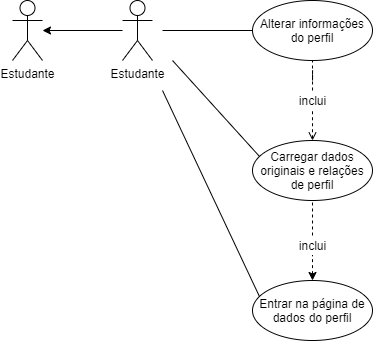 Alterar informações
do perfil
Estudante
Estudante
inclui
Carregar dados
originais e relações
de perfil
inclui
Entrar na página de
dados do perfil